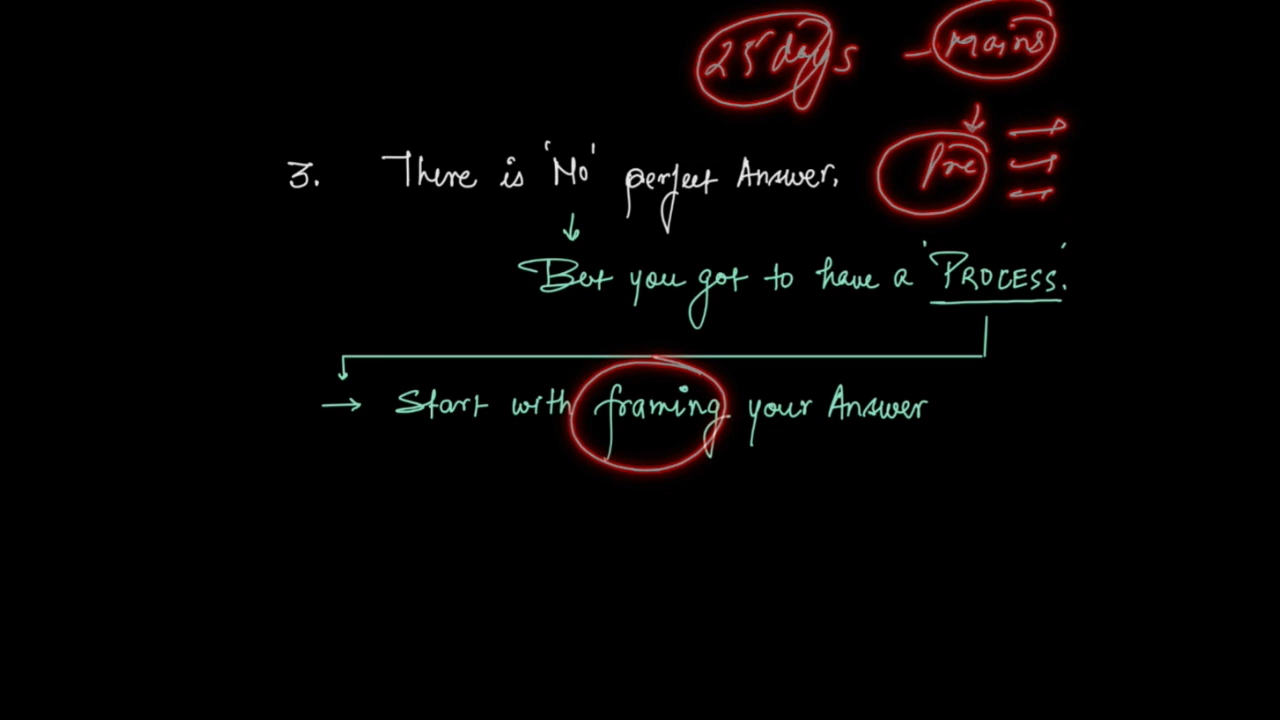 25 days - Mains
Pre
3. There is 'No' perfect Answer.
But you got to have a 'PROCESS.'
→ Start with framing your Answer